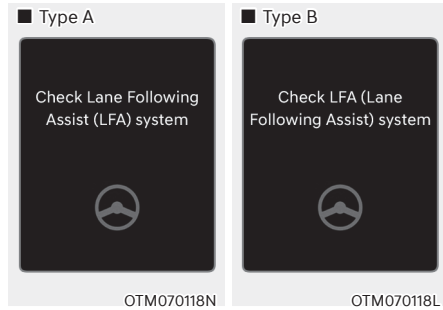 ■ Type A
Check Lane Following
Assist (LFA) system
OTM070118N
■ Type B
Check LFA (Lane
Following Assist) system
OTM070118L